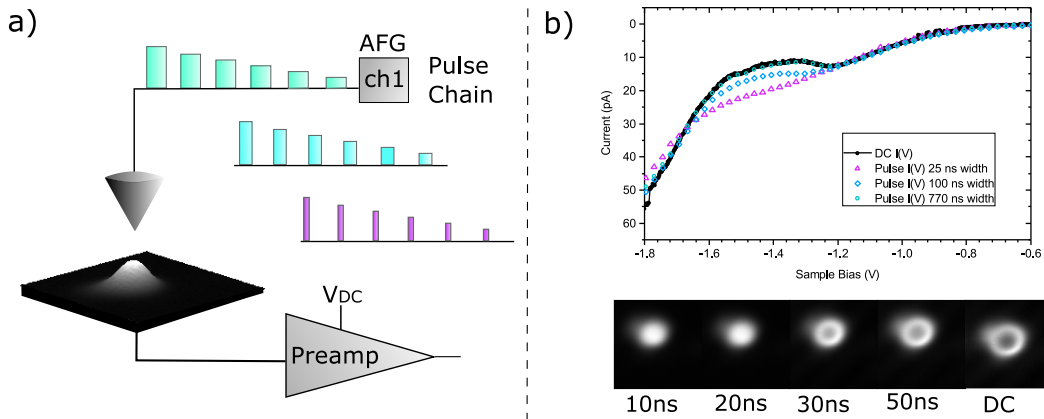 a)
AFG
ch1
Pulse
Chain
VDC
Preamp
b)
0
10
20
30
40
50
60
Current (pA)
DC I(V)
Pulse I(V) 25 ns width
Pulse I(V) 100 ns width
Pulse I(V) 770 ns width
-1.8 -1.6 -1.4 -1.2 -1.0 -0.8 -0.6
Sample Bias (V)
10ns 20ns 30ns 50ns DC